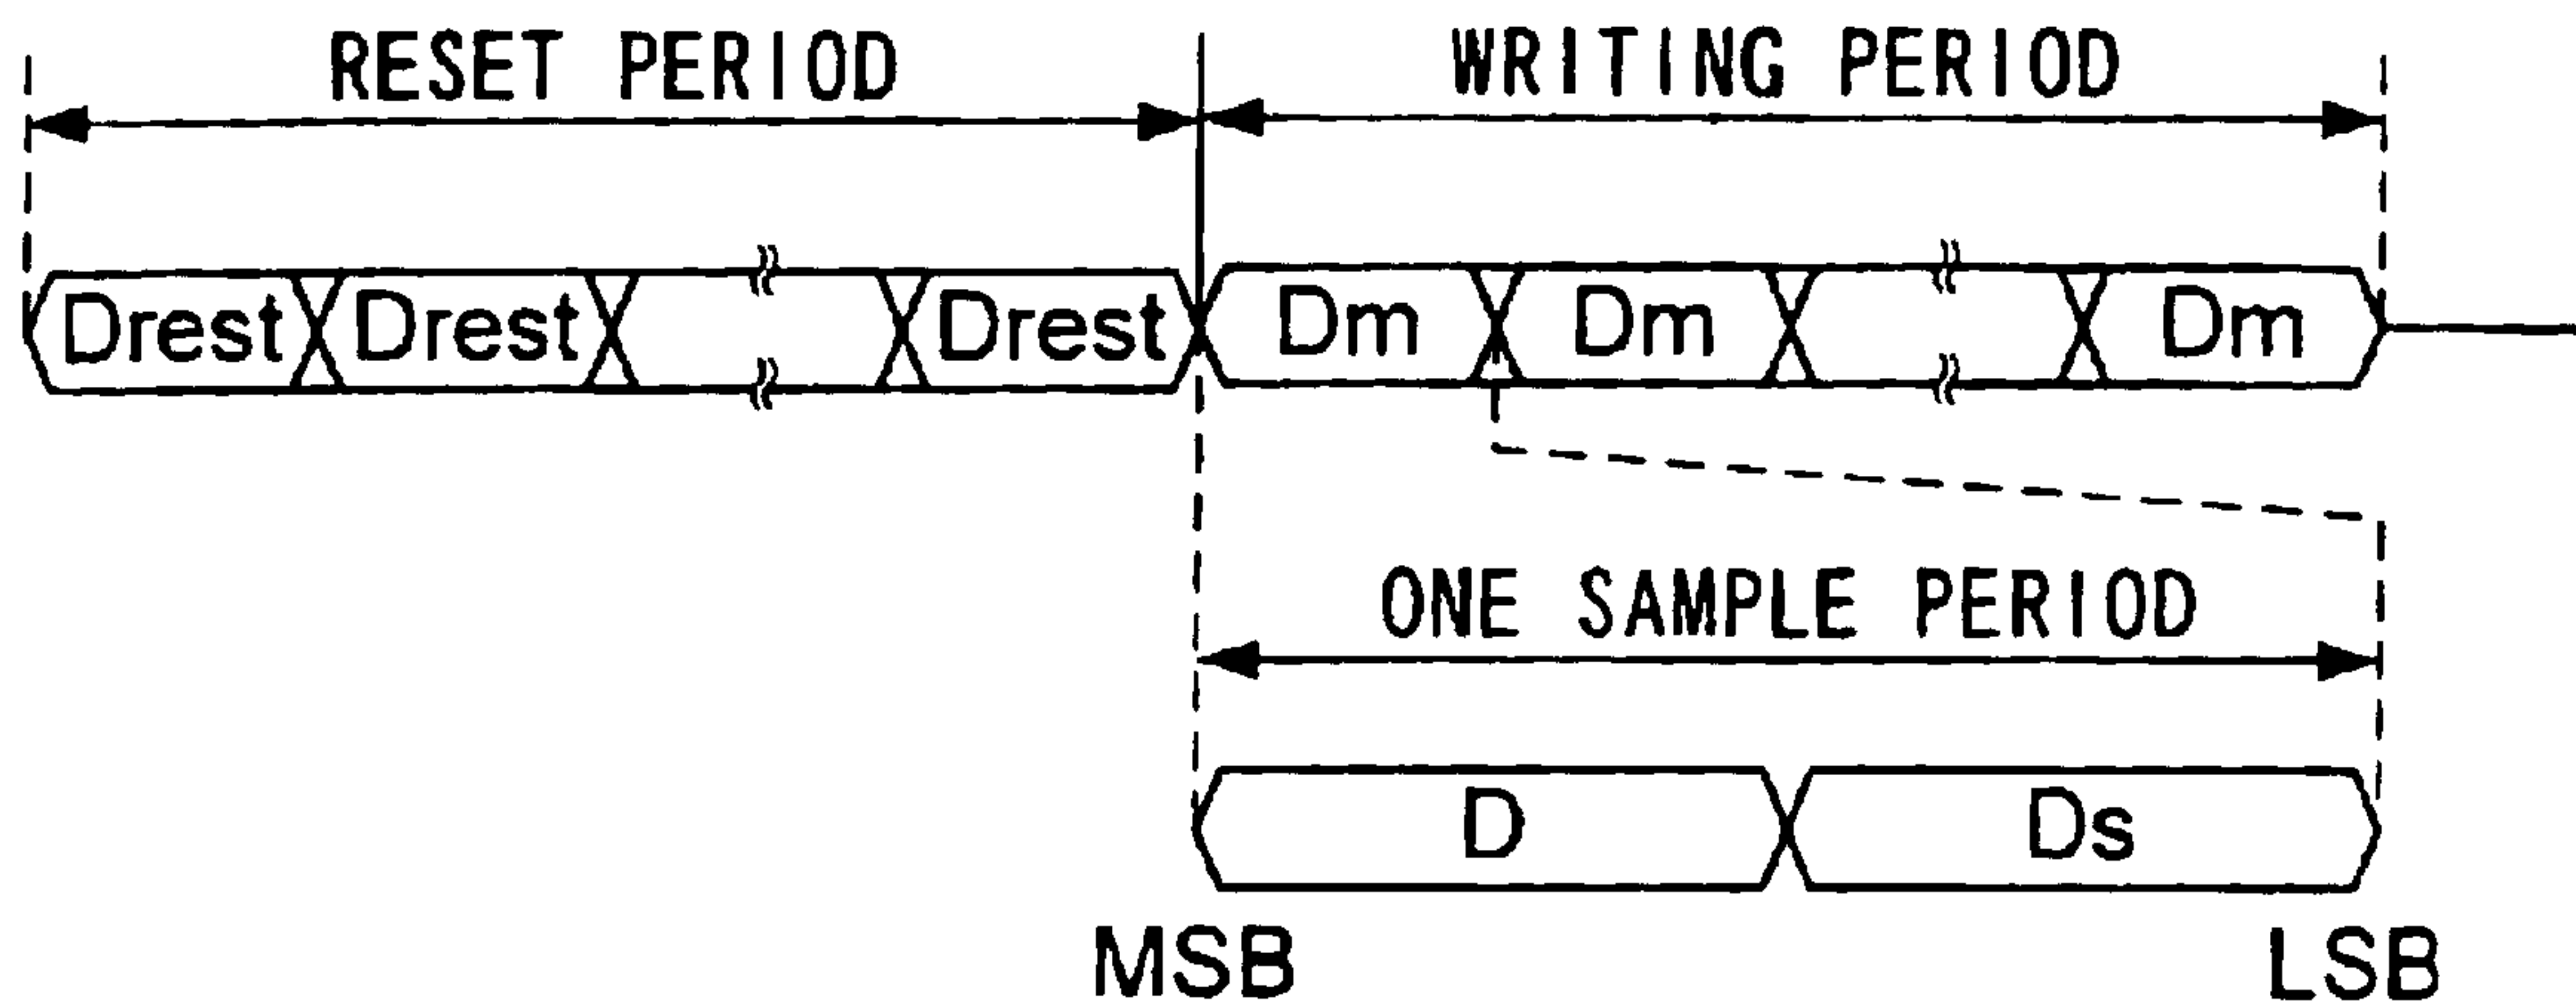 RESET PERIOD WRITING PERIOD
Drest Drest Drest Dm Dm Dm
ONE SAMPLE PERIOD
D Ds
MSB LSB